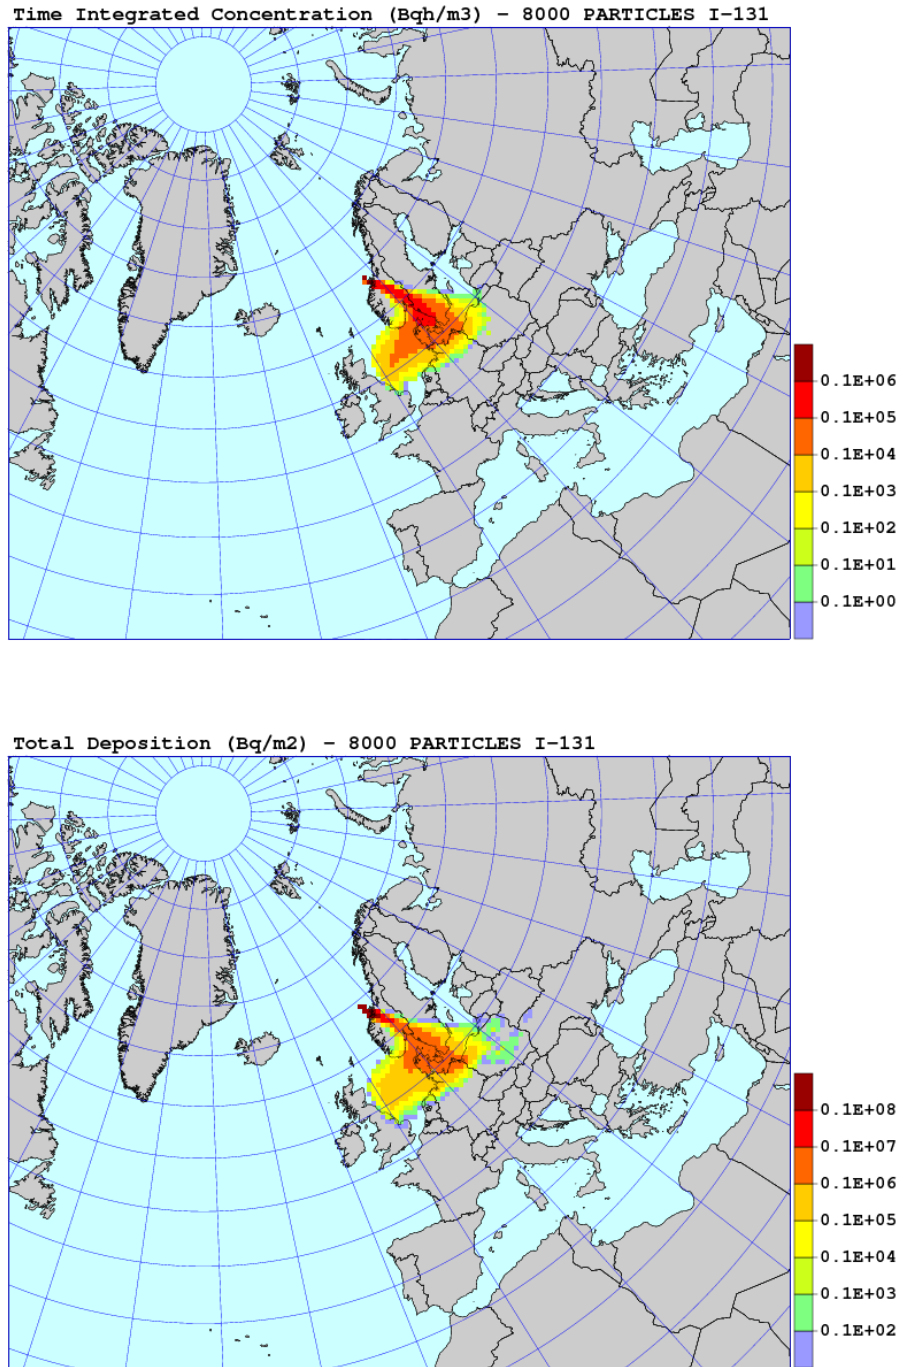 Time Integrated Concentration (Bqh/m3) – 8000 PARTICLES I–131
0.1E+06
0.1E+05
0.1E+04
0.1E+03
0.1E+02
0.1E+01
0.1E+00
Total Deposition (Bq/m2) – 8000 PARTICLES I–131
0.1E+08
0.1E+07
0.1E+06
0.1E+05
0.1E+04
0.1E+03
0.1E+02